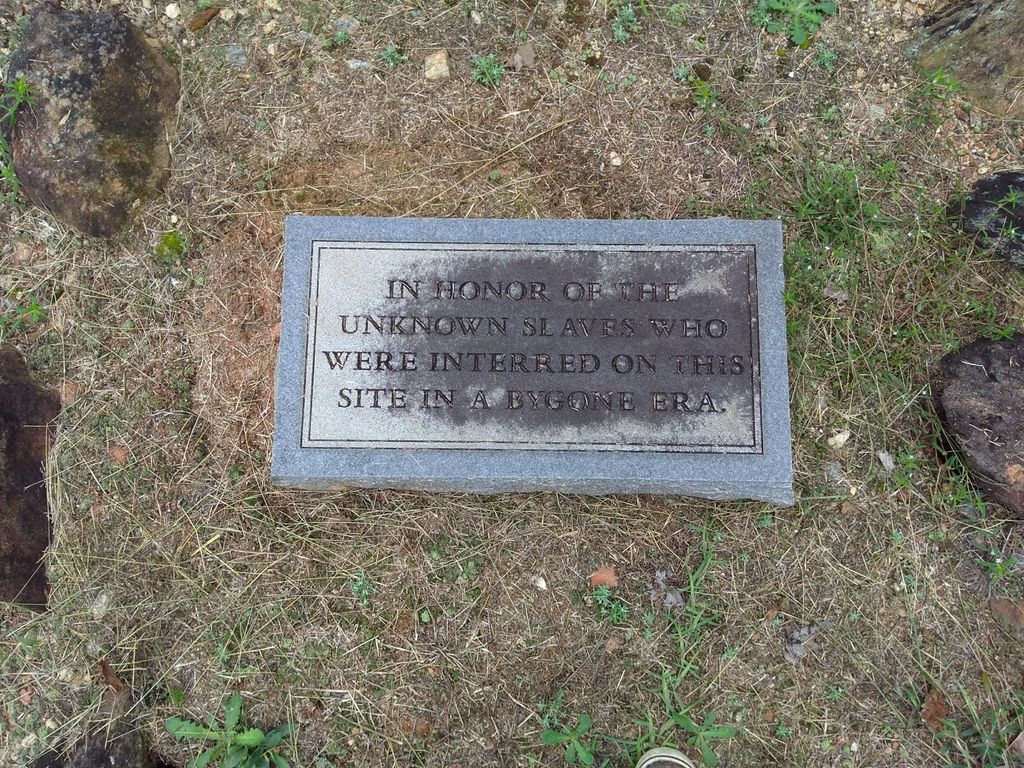 IN HONOR OF THE
UNKNOWN SLAVES WHO
WERE INTERRED ON THIS
SITE IN A BYGONE ERA.